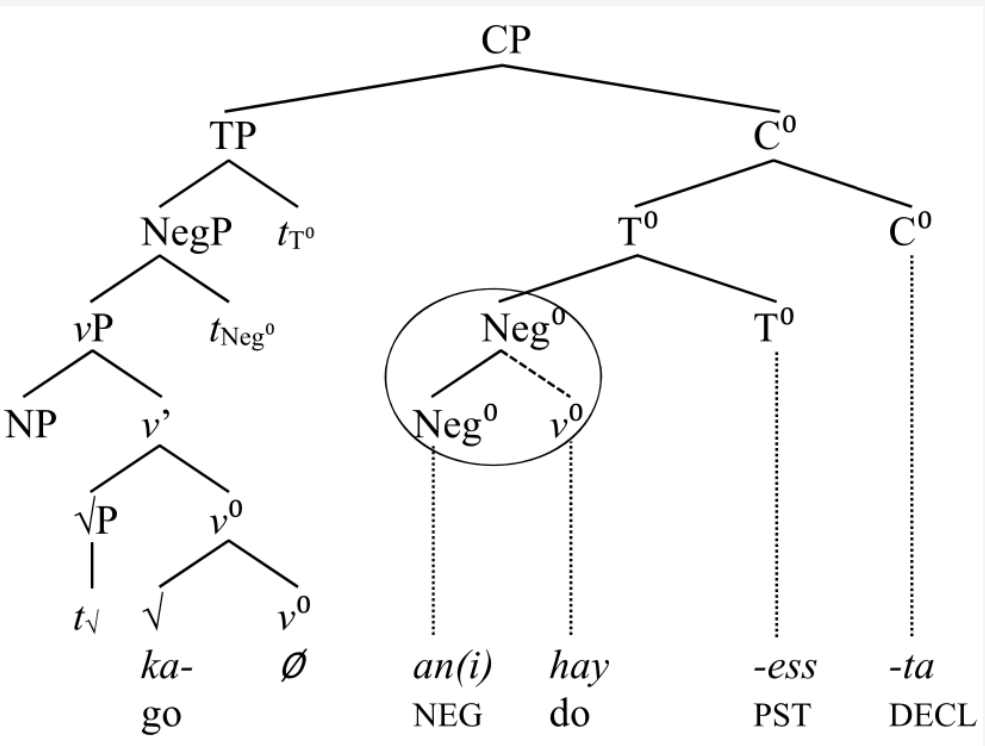 CP
TP C⁰
NegP t_T⁰ T⁰ C⁰
vP t_Neg⁰ Neg⁰ T⁰
NP v’ Neg⁰ v⁰
√P v⁰
t√ √ v⁰
ka- Ø an(i) hay -ess -ta
go NEG do PST DECL